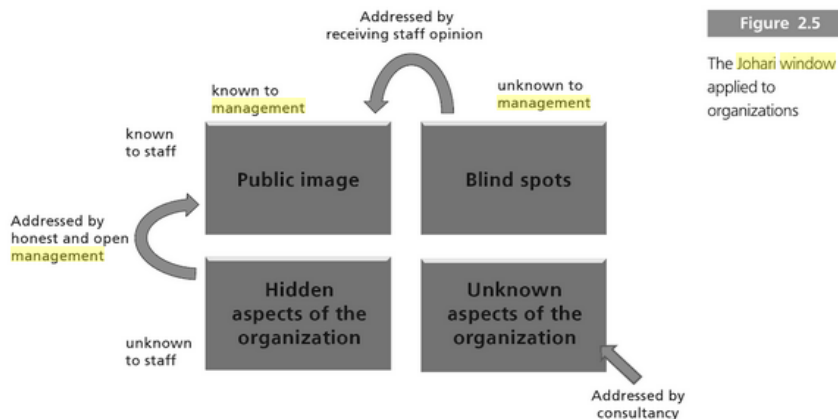 Addressed by
receiving staff opinion
Figure 2.5
The Johari window
applied to
organizations
known to
management
unknown to
management
known
to staff
Public image
Blind spots
Addressed by
honest and open
management
Hidden
aspects of the
organization
Unknown
aspects of the
organization
unknown
to staff
Addressed by
consultancy